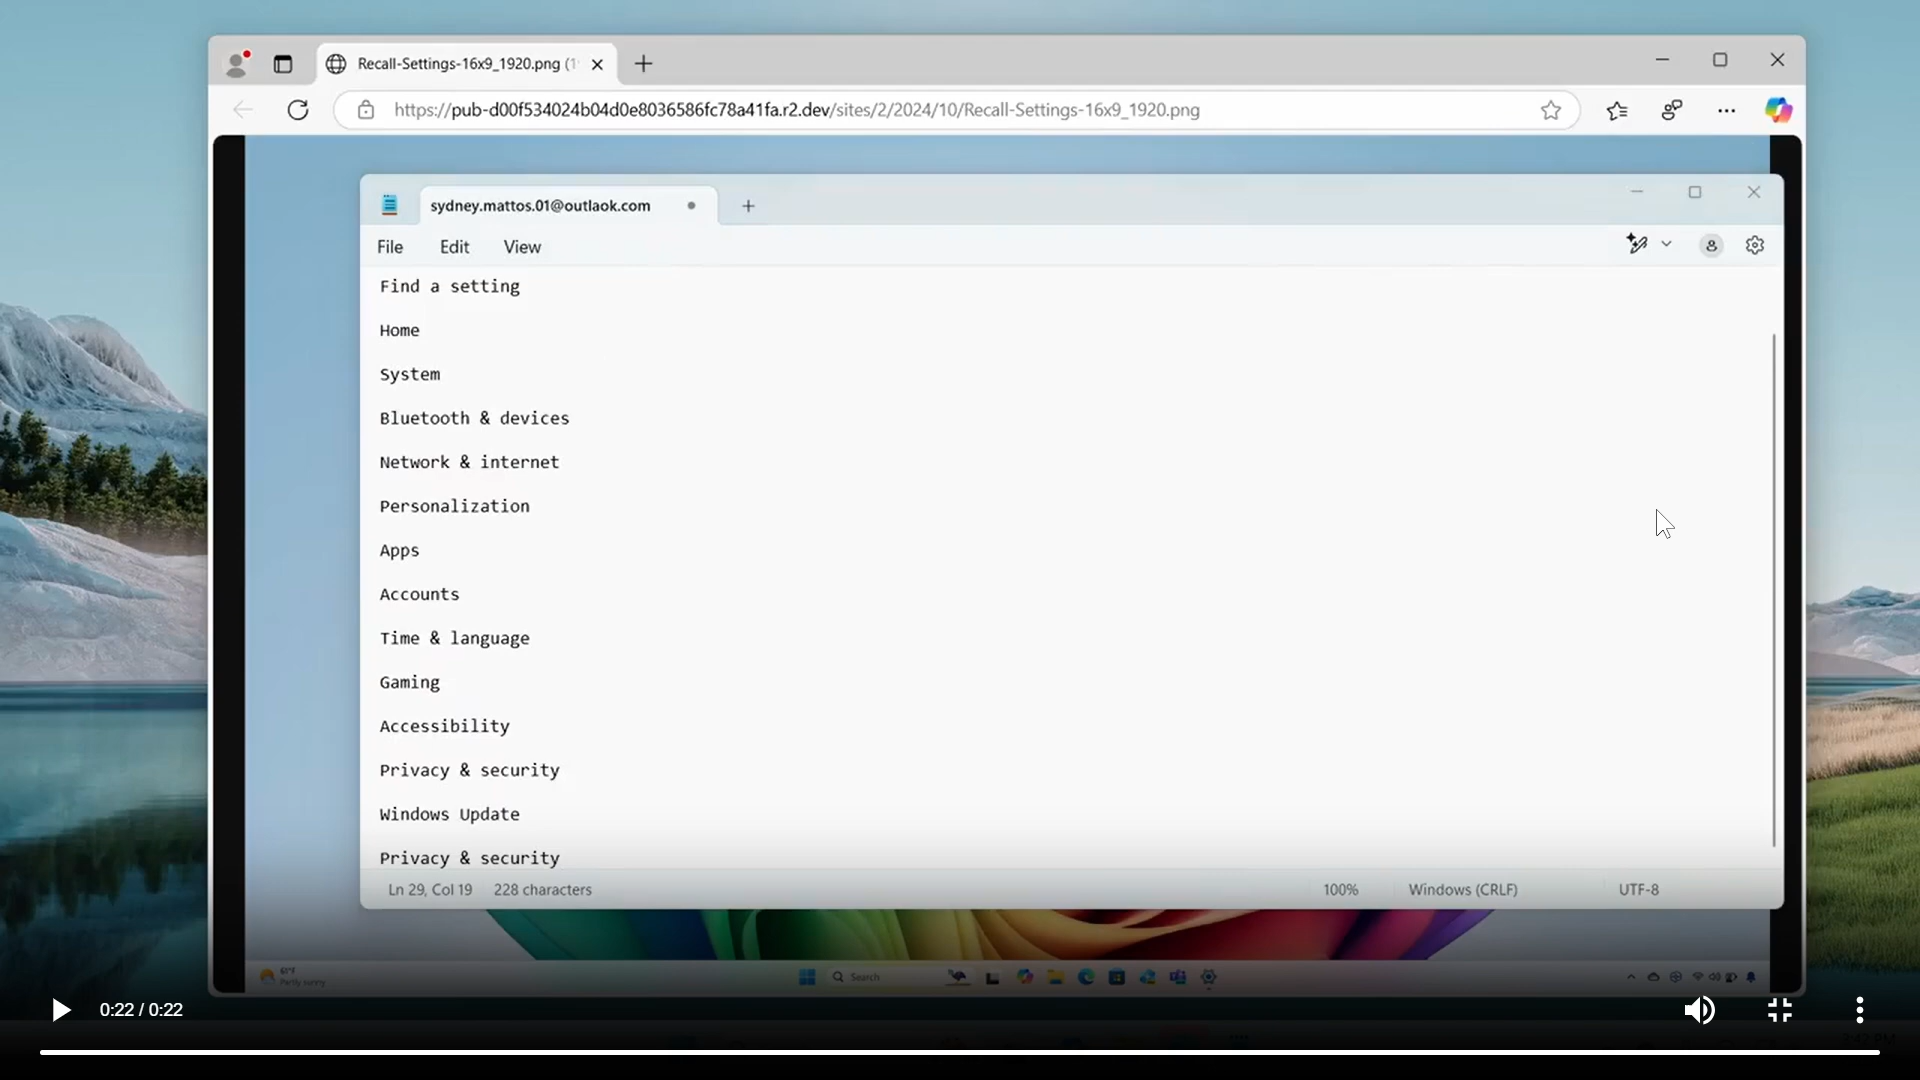 Recall-Settings-16x9_1920.png (1
https://pub-d00f534024b04d0e8036586fc78a41fa.r2.dev/sites/2/2024/10/Recall-Settings-16x9_1920.png
sydney.mattos.01@outlaok.com
File Edit View
Find a setting
Home
System
Bluetooth & devices
Network & internet
Personalization
Apps
Accounts
Time & language
Gaming
Accessibility
Privacy & security
Windows Update
Privacy & security
Ln 29, Col 19 228 characters 100% Windows (CRLF) UTF-8
Partly sunny
Search
0:22 / 0:22